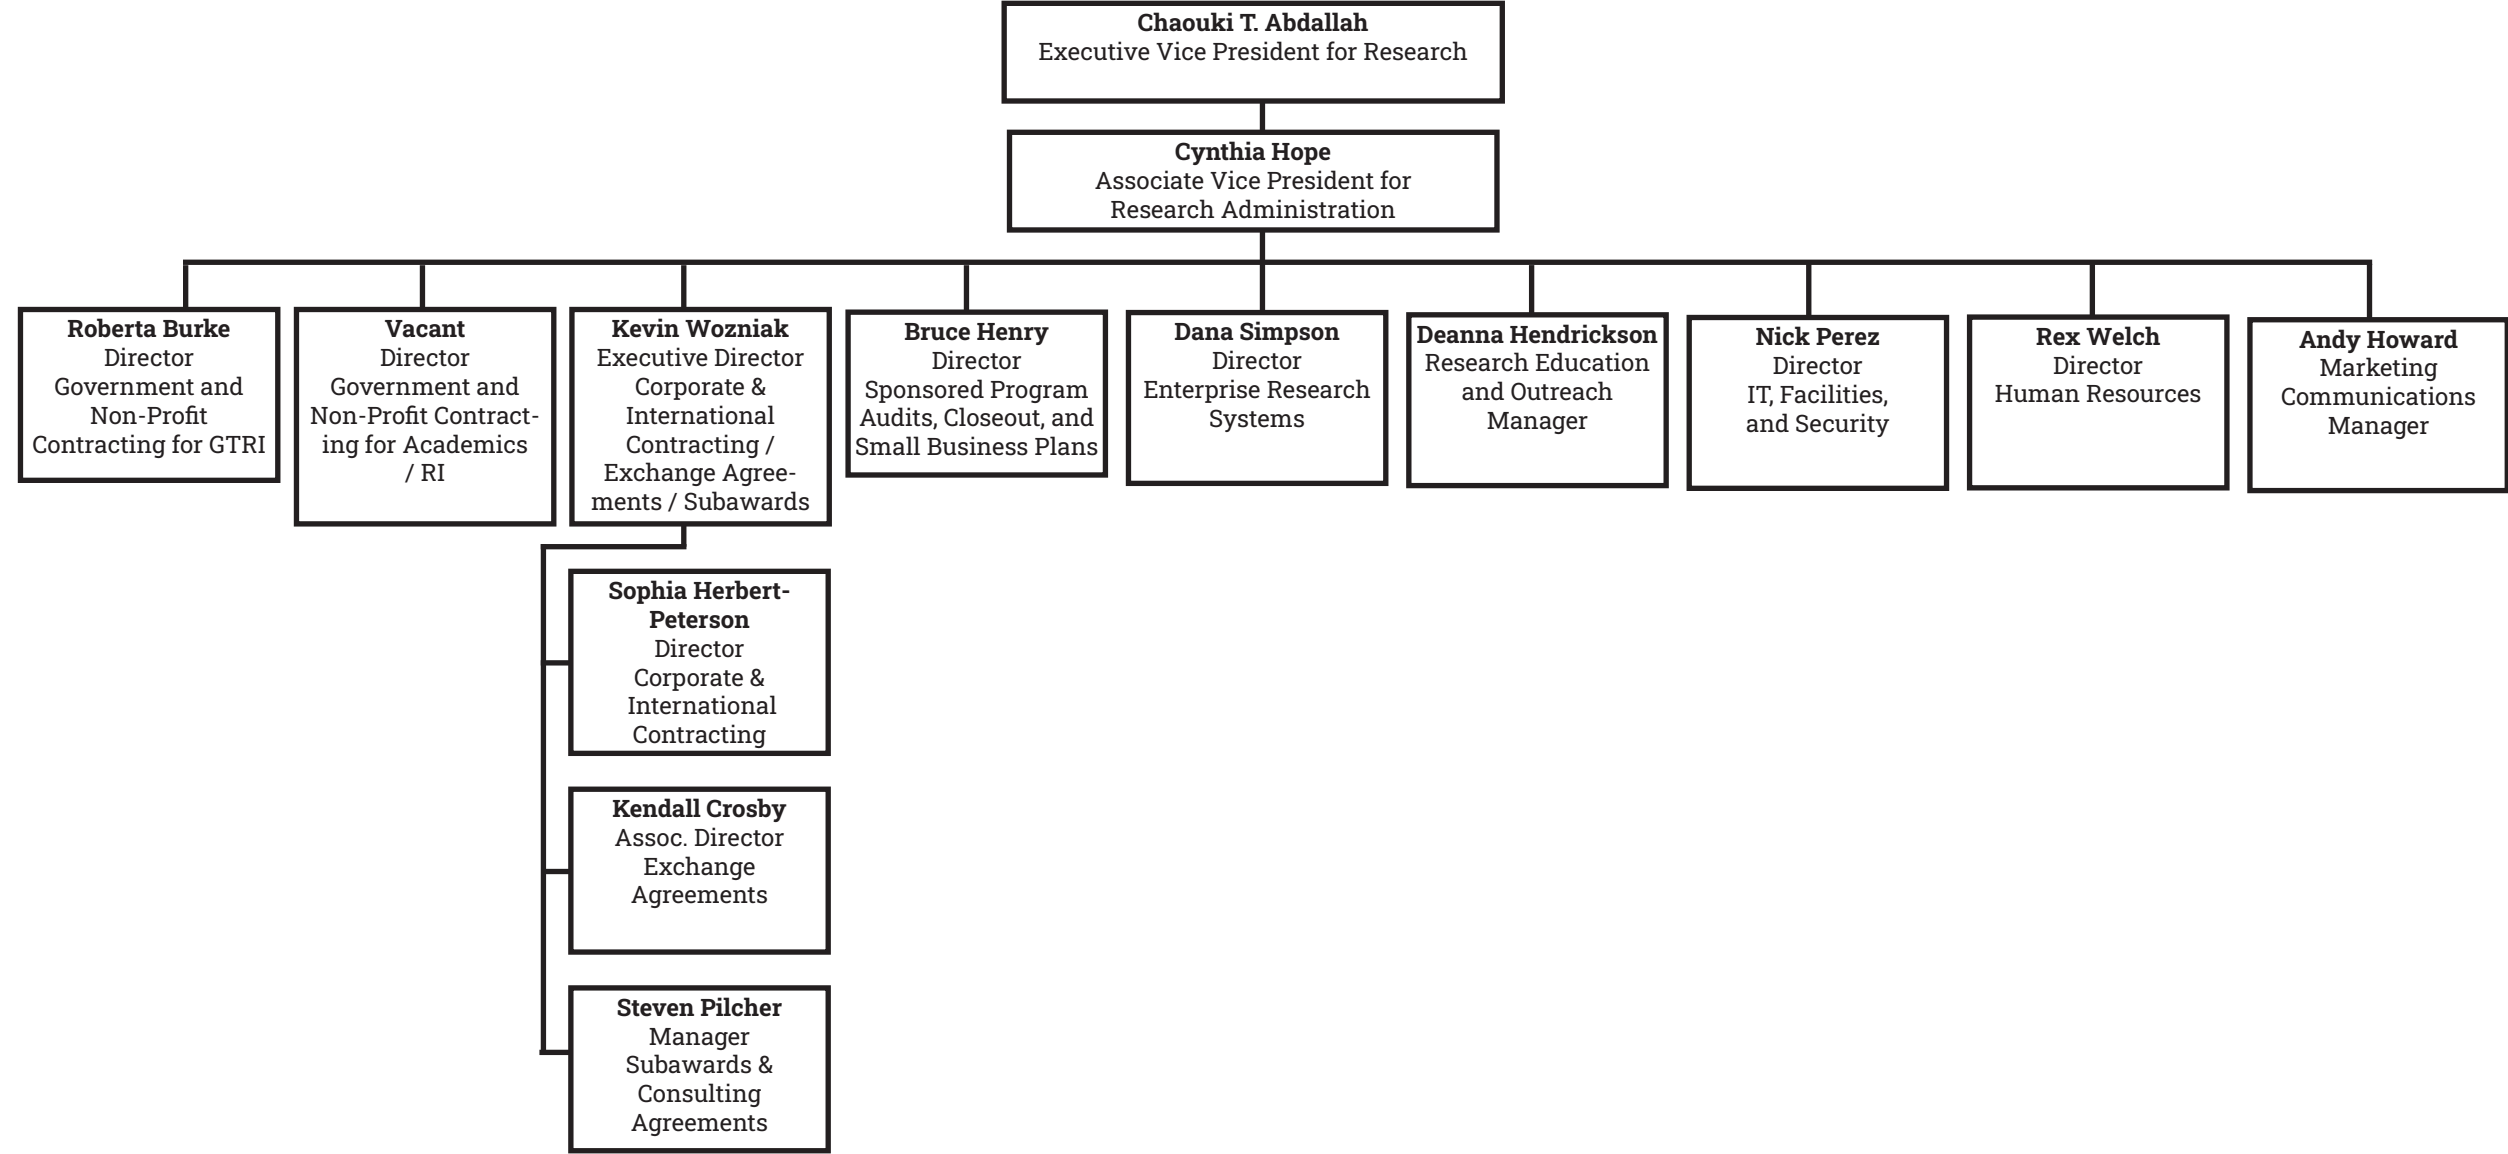 Chaouki T. Abdallah
Executive Vice President for Research
Cynthia Hope
Associate Vice President for
Research Administration
Roberta Burke
Director
Government and
Non-Profit
Contracting for GTRI
Vacant
Director
Government and
Non-Profit Contract-
ing for Academics
/ RI
Kevin Wozniak
Executive Director
Corporate &
International
Contracting /
Exchange Agree-
ments / Subawards
Bruce Henry
Director
Sponsored Program
Audits, Closeout, and
Small Business Plans
Dana Simpson
Director
Enterprise Research
Systems
Deanna Hendrickson
Research Education
and Outreach
Manager
Nick Perez
Director
IT, Facilities,
and Security
Rex Welch
Director
Human Resources
Andy Howard
Marketing
Communications
Manager
Sophia Herbert-
Peterson
Director
Corporate &
International
Contracting
Kendall Crosby
Assoc. Director
Exchange
Agreements
Steven Pilcher
Manager
Subawards &
Consulting
Agreements